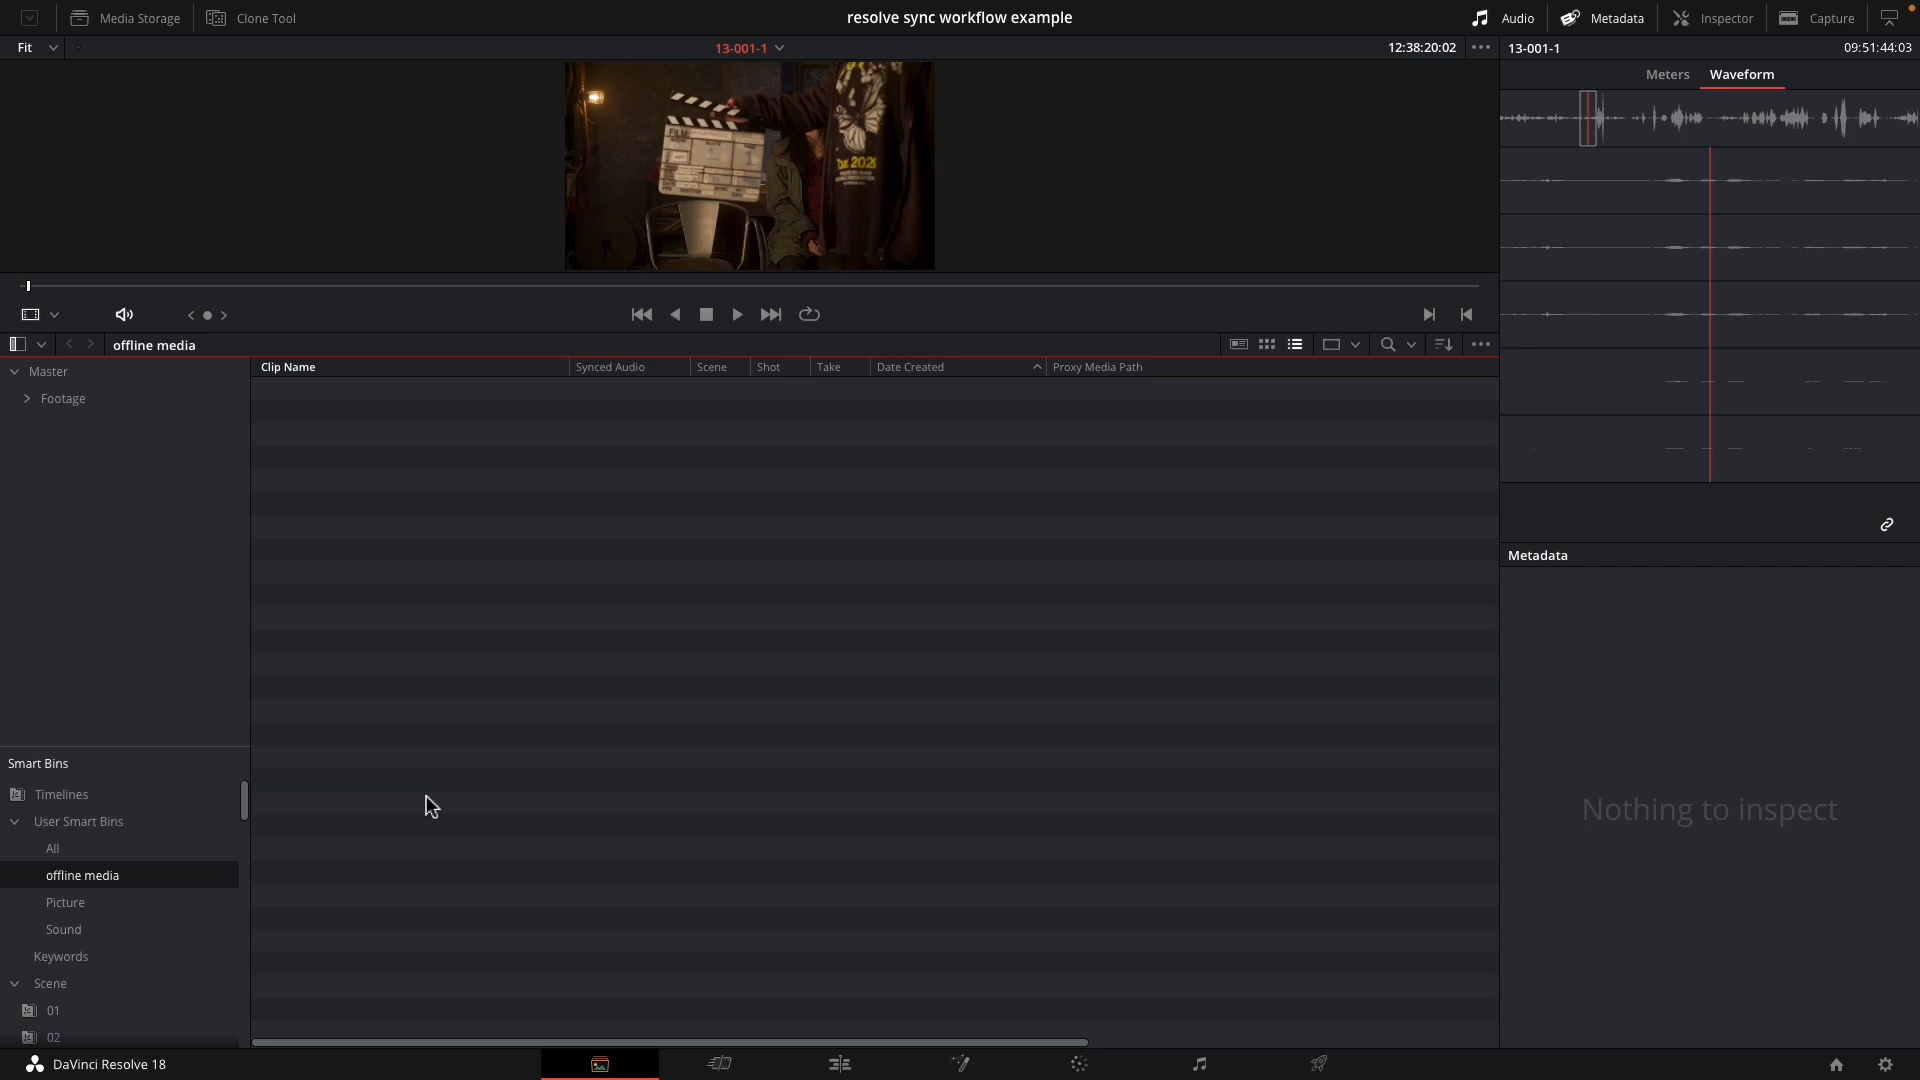 Media Storage
Clone Tool
resolve sync workflow example
Audio
Metadata
Inspector
Capture
Fit
13-001-1
12:38:20:02
13-001-1
09:51:44:03
Meters
Waveform
FILM
1
1
offline media
Clip Name
Synced Audio
Scene
Shot
Take
Date Created
Proxy Media Path
Master
Footage
Metadata
Nothing to inspect
Smart Bins
Timelines
User Smart Bins
All
offline media
Picture
Sound
Keywords
Scene
01
02
DaVinci Resolve 18